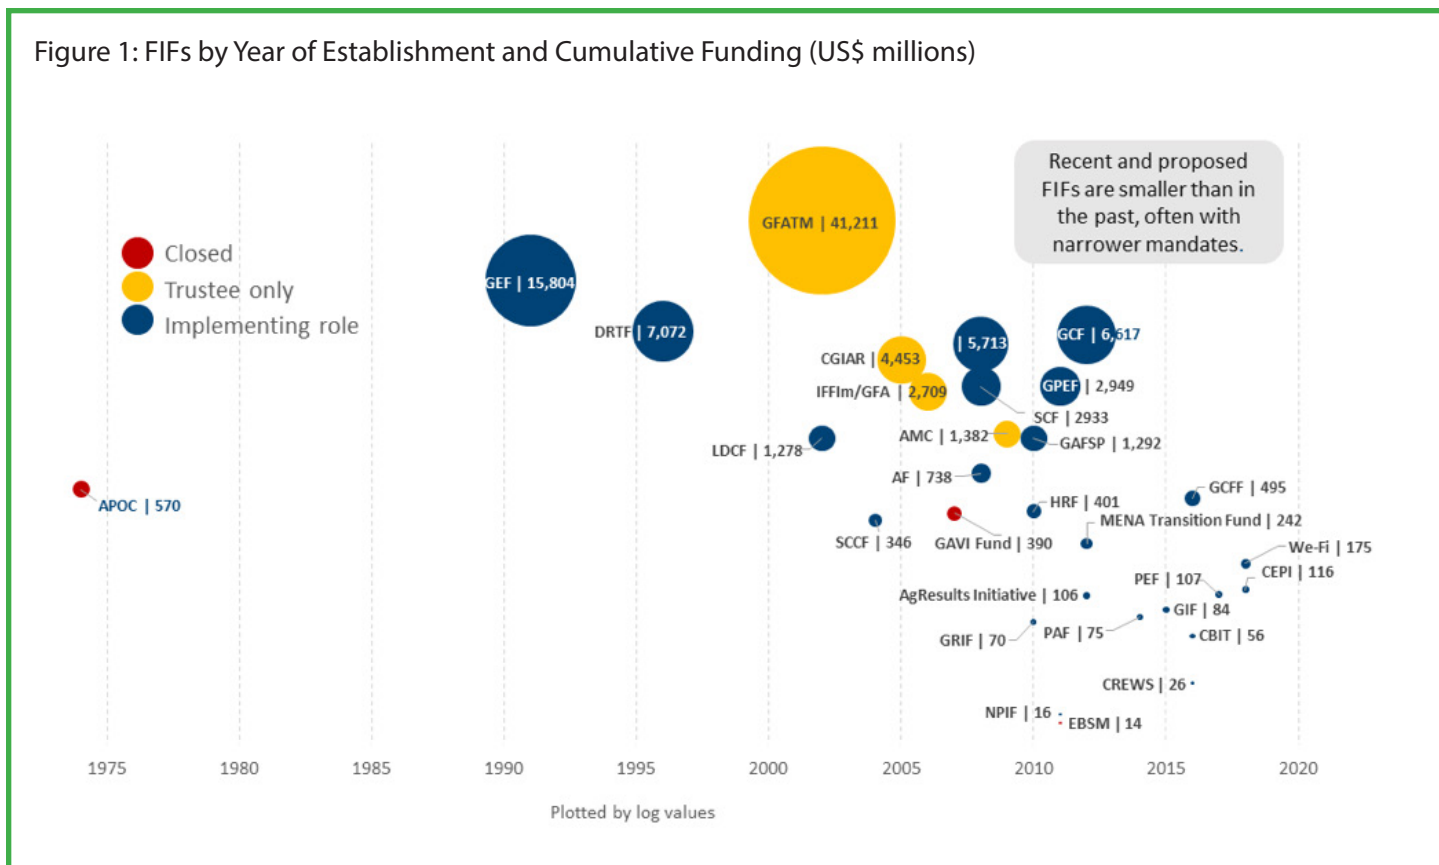 Figure 1: FIFs by Year of Establishment and Cumulative Funding (US$ millions)
Recent and proposed
FIFs are smaller than in
the past, often with
narrower mandates.
Closed
Trustee only
Implementing role
GFATM | 41,211
GEF | 15,804
DRTF | 7,072
| 5,713
GCF | 6,617
CGIAR | 4,453
IFFIm/GFA | 2,709
GPEF | 2,949
SCF | 2933
LDCF | 1,278
AMC | 1,382
GAFSP | 1,292
AF | 738
APOC | 570
GCFF | 495
HRF | 401
MENA Transition Fund | 242
SCCF | 346
GAVI Fund | 390
We-Fi | 175
CEPI | 116
PEF | 107
AgResults Initiative | 106
GIF | 84
GRIF | 70
PAF | 75
CBIT | 56
CREWS | 26
NPIF | 16
EBSM | 14
1975 1980 1985 1990 1995 2000 2005 2010 2015 2020
Plotted by log values